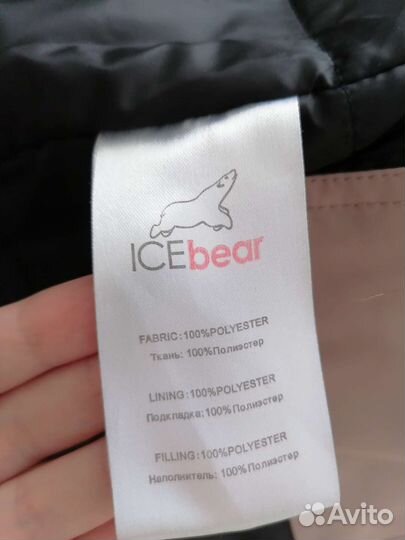 ICEbear
FABRIC:100%POLYESTER
Ткань: 100%Полиэстер
LINING:100%POLYESTER
Подкладка:100%Полиэстер
FILLING:100%POLYESTER
Наполнитель: 100%Полиэстер
Avito